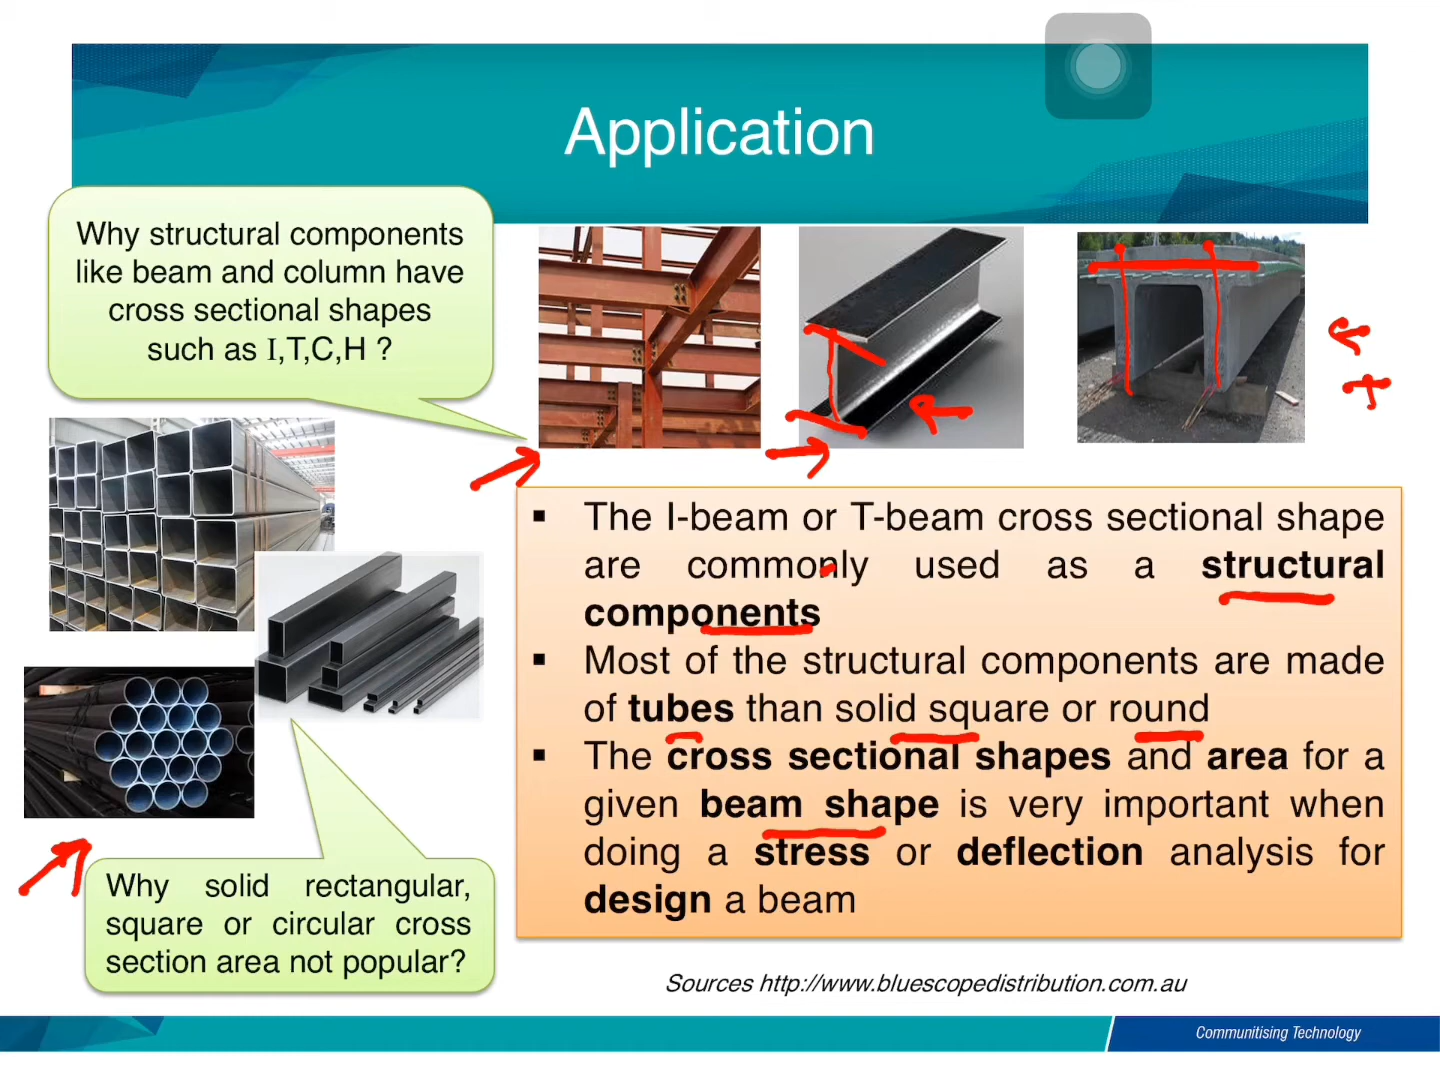 Application
Why structural components
like beam and column have
cross sectional shapes
such as I,T,C,H ?
▪ The I-beam or T-beam cross sectional shape
are commonly used as a structural
components
▪ Most of the structural components are made
of tubes than solid square or round
▪ The cross sectional shapes and area for a
given beam shape is very important when
doing a stress or deflection analysis for
design a beam
Why solid rectangular,
square or circular cross
section area not popular?
Sources http://www.bluescopedistribution.com.au
Communitising Technology